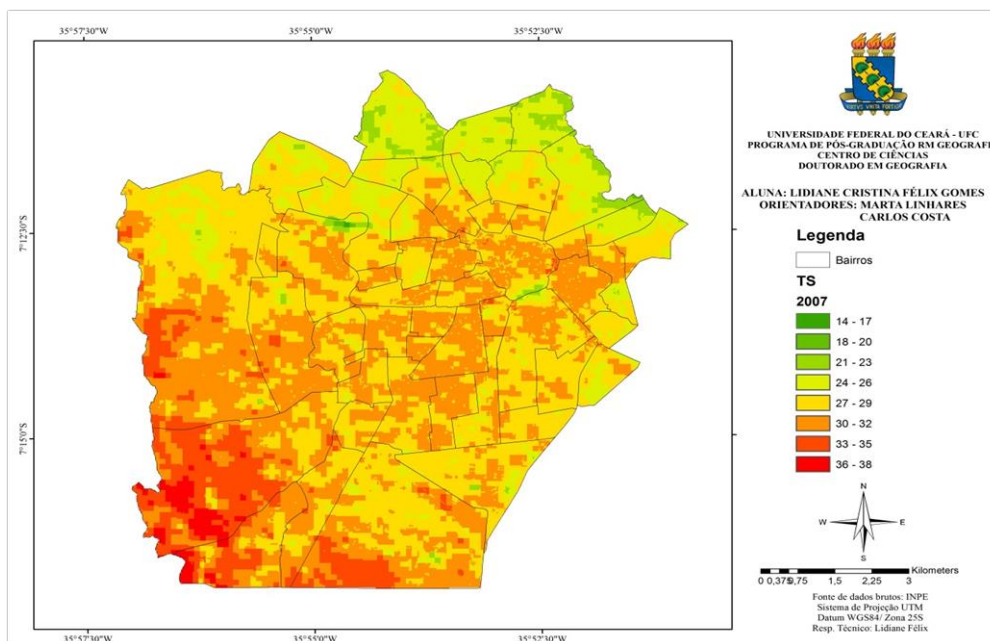 35°57'30"W
35°55'0"W
35°52'30"W
7°12'30"S
7°15'0"S
35°57'30"W
35°55'0"W
35°52'30"W
VIRTUS UNITA FORTIOR
UNIVERSIDADE FEDERAL DO CEARÁ - UFC
PROGRAMA DE PÓS-GRADUAÇÃO RM GEOGRAFI
CENTRO DE CIÊNCIAS
DOUTORADO EM GEOGRAFIA
ALUNA: LIDIANE CRISTINA FÉLIX GOMES
ORIENTADORES: MARTA LINHARES
CARLOS COSTA
Legenda
Bairros
TS
2007
14 - 17
18 - 20
21 - 23
24 - 26
27 - 29
30 - 32
33 - 35
36 - 38
N
W E
S
0 0,3750,75 1,5 2,25 3 Kilometers
Fonte de dados brutos: INPE
Sistema de Projeção UTM
Datum WGS84/ Zona 25S
Resp. Técnico: Lidiane Félix